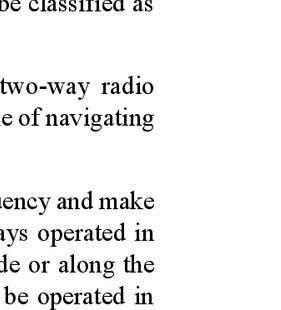 be classified as
two-way radio
e of navigating
uency and make
ays operated in
de or along the
be operated in